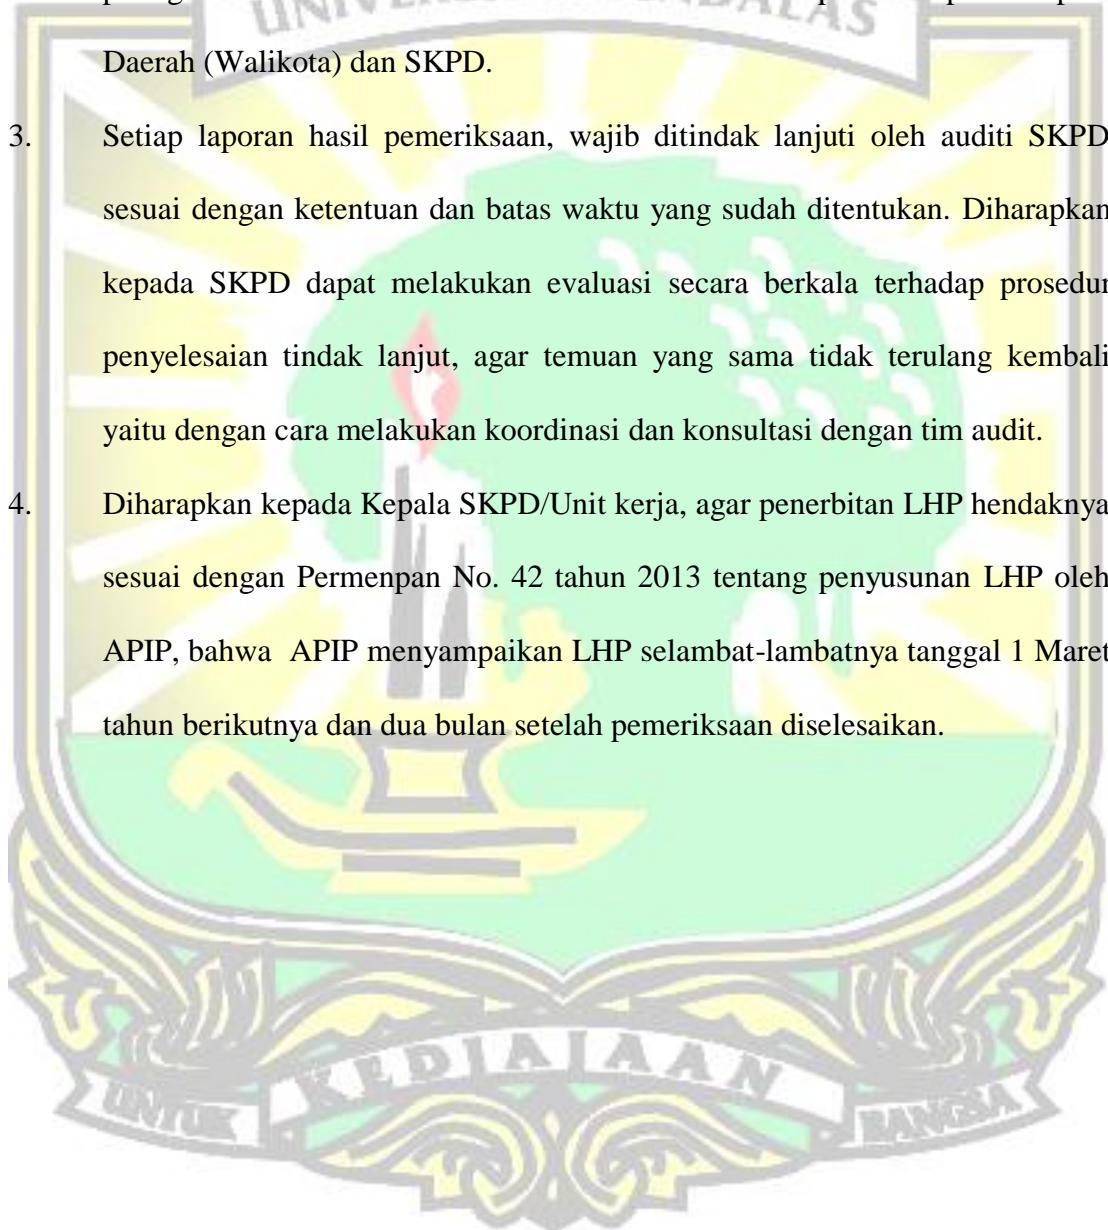 UNIVERSITAS ANDALAS
Daerah (Walikota) dan SKPD.
3. Setiap laporan hasil pemeriksaan, wajib ditindak lanjuti oleh auditi SKPD
sesuai dengan ketentuan dan batas waktu yang sudah ditentukan. Diharapkan
kepada SKPD dapat melakukan evaluasi secara berkala terhadap prosedur
penyelesaian tindak lanjut, agar temuan yang sama tidak terulang kembali
yaitu dengan cara melakukan koordinasi dan konsultasi dengan tim audit.
4. Diharapkan kepada Kepala SKPD/Unit kerja, agar penerbitan LHP hendaknya
sesuai dengan Permenpan No. 42 tahun 2013 tentang penyusunan LHP oleh
APIP, bahwa APIP menyampaikan LHP selambat-lambatnya tanggal 1 Maret
tahun berikutnya dan dua bulan setelah pemeriksaan diselesaikan.
KEDJAJAAN
UNTUK BANGSA